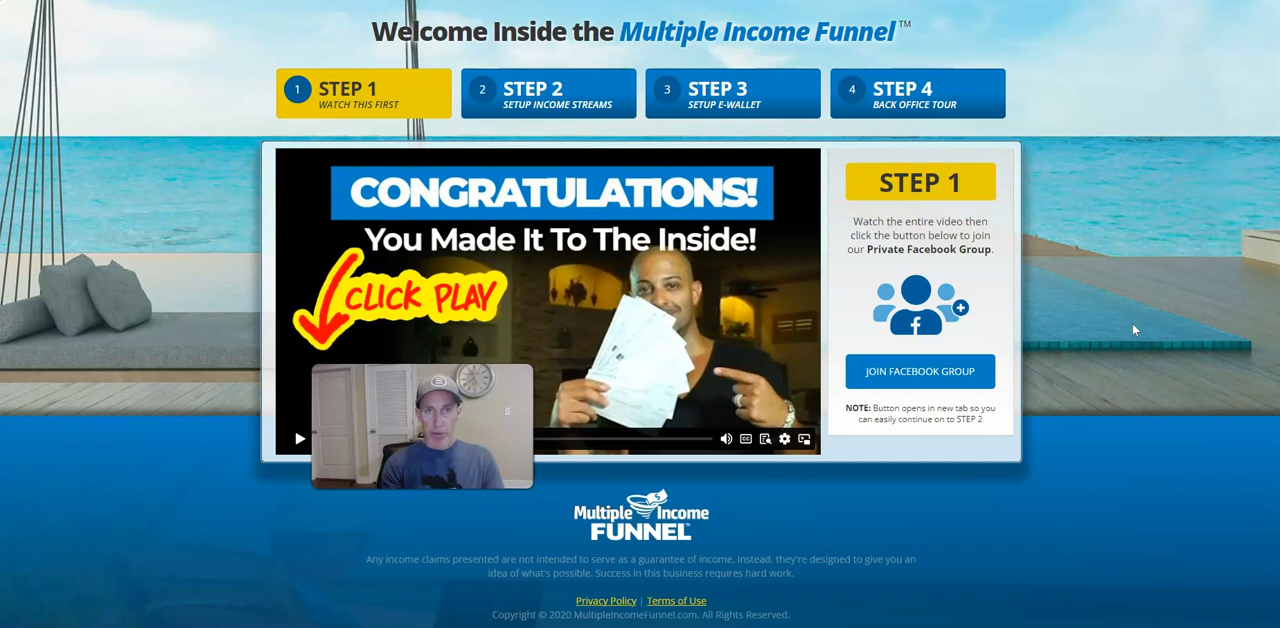 Welcome Inside the Multiple Income Funnel™
1 STEP 1
WATCH THIS FIRST
2 STEP 2
SETUP INCOME STREAMS
3 STEP 3
SETUP E-WALLET
4 STEP 4
BACK OFFICE TOUR
CONGRATULATIONS!
You Made It To The Inside!
CLICK PLAY
CC
STEP 1
Watch the entire video then
click the button below to join
our Private Facebook Group.
JOIN FACEBOOK GROUP
NOTE: Button opens in new tab so you
can easily continue on to STEP 2
Multiple Income
FUNNEL™
Any income claims presented are not intended to serve as a guarantee of income. Instead, they're designed to give you an
idea of what's possible. Success in this business requires hard work.
Privacy Policy | Terms of Use
Copyright © 2020 MultipleIncomeFunnel.com. All Rights Reserved.